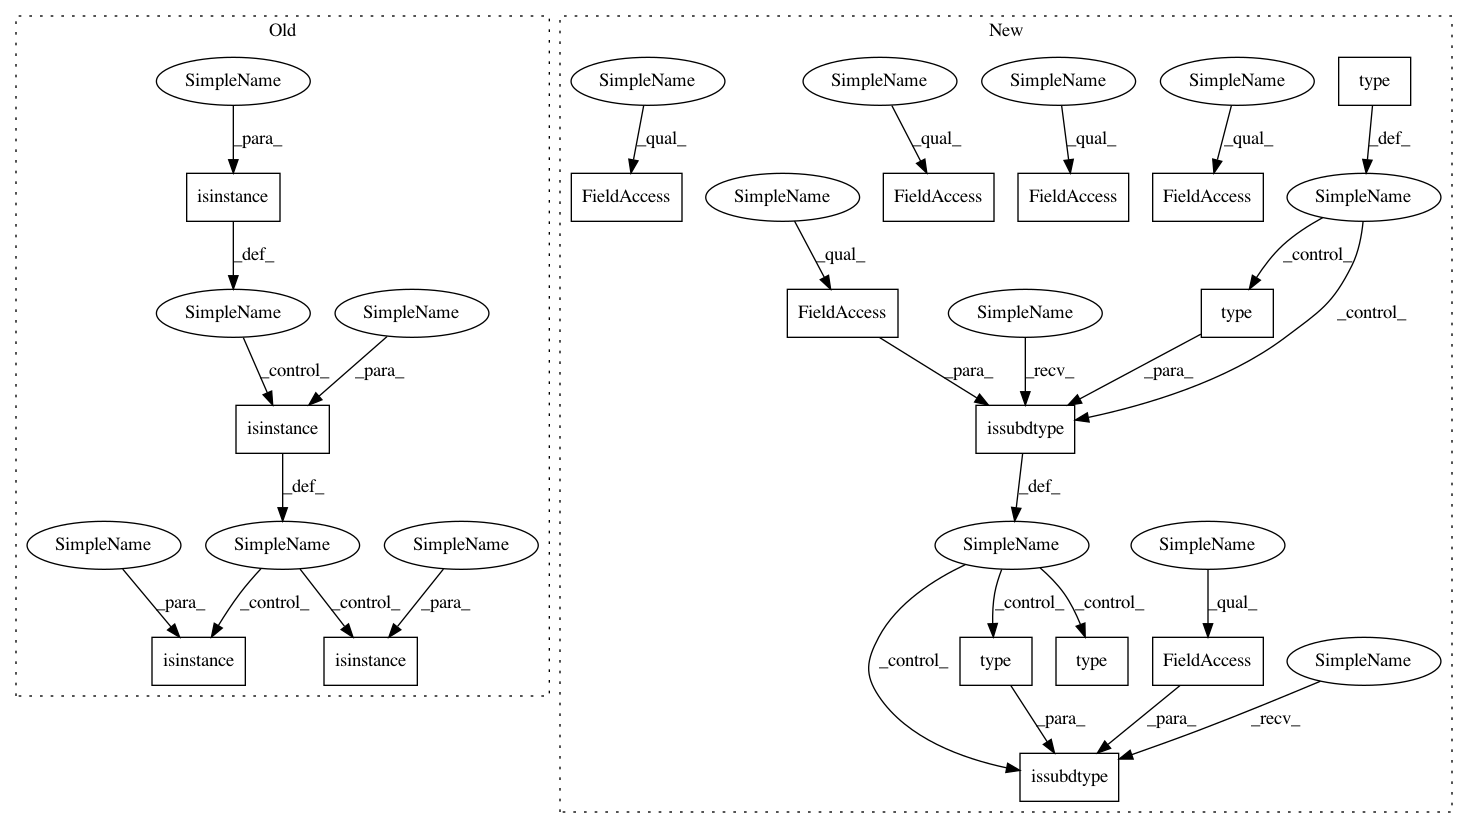 Old
New
SimpleName
SimpleName
SimpleName
SimpleName
SimpleName
type
_para_
_qual_
_qual_
_qual_
_qual_
_def_
isinstance
FieldAccess
SimpleName
FieldAccess
FieldAccess
FieldAccess
SimpleName
_def_
_qual_
_control_
SimpleName
SimpleName
FieldAccess
SimpleName
type
_control_
_control_
_para_
_para_
_recv_
_para_
isinstance
issubdtype
_def_
_def_
SimpleName
SimpleName
SimpleName
SimpleName
SimpleName
_para_
_control_
_control_
_para_
_control_
_control_
_qual_
isinstance
isinstance
_control_
type
type
FieldAccess
SimpleName
_para_
_para_
_recv_
issubdtype